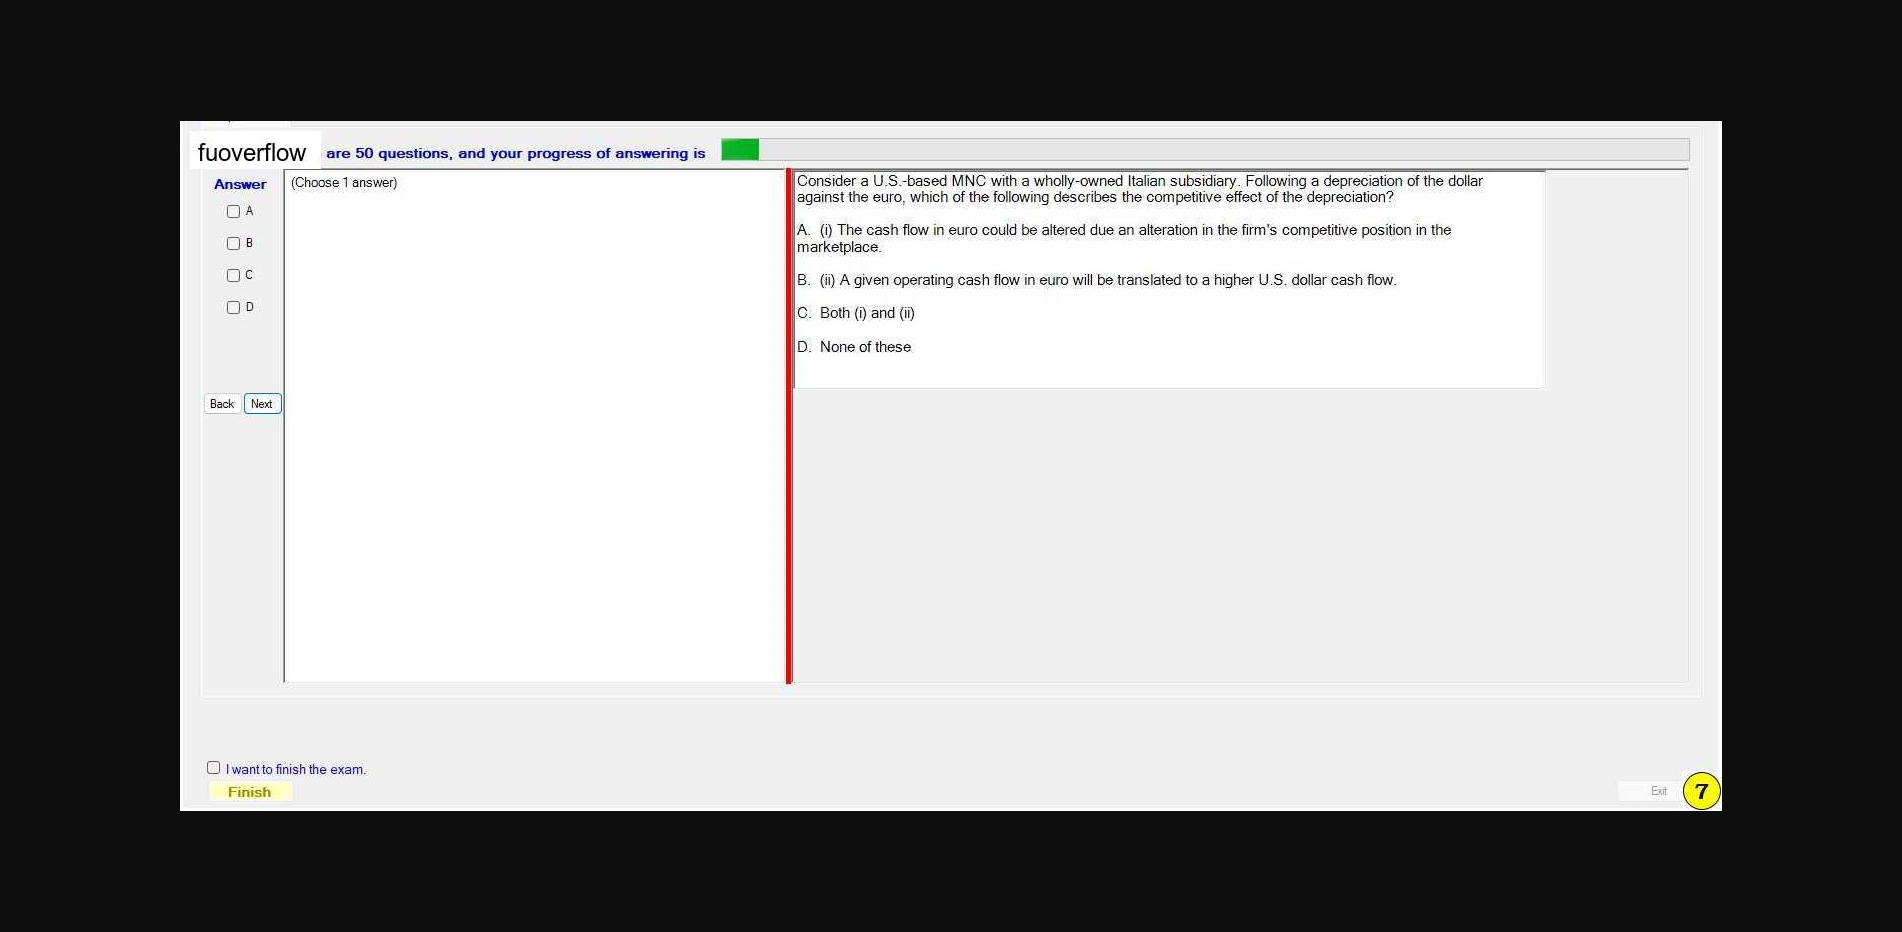 fuoverflow are 50 questions, and your progress of answering is
Answer
A
B
C
D
Back Next
(Choose 1 answer)
Consider a U.S.-based MNC with a wholly-owned Italian subsidiary. Following a depreciation of the dollar
against the euro, which of the following describes the competitive effect of the depreciation?
A. (i) The cash flow in euro could be altered due an alteration in the firm's competitive position in the
marketplace.
B. (ii) A given operating cash flow in euro will be translated to a higher U.S. dollar cash flow.
C. Both (i) and (ii)
D. None of these
I want to finish the exam.
Finish
Exit
7